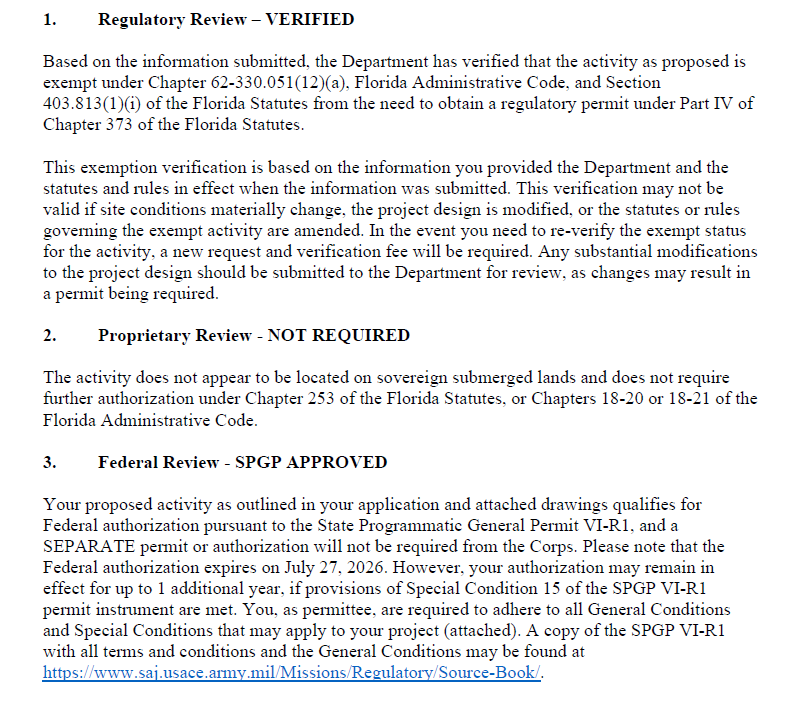 1. Regulatory Review – VERIFIED
Based on the information submitted, the Department has verified that the activity as proposed is
exempt under Chapter 62-330.051(12)(a), Florida Administrative Code, and Section
403.813(1)(i) of the Florida Statutes from the need to obtain a regulatory permit under Part IV of
Chapter 373 of the Florida Statutes.
This exemption verification is based on the information you provided the Department and the
statutes and rules in effect when the information was submitted. This verification may not be
valid if site conditions materially change, the project design is modified, or the statutes or rules
governing the exempt activity are amended. In the event you need to re-verify the exempt status
for the activity, a new request and verification fee will be required. Any substantial modifications
to the project design should be submitted to the Department for review, as changes may result in
a permit being required.
2. Proprietary Review - NOT REQUIRED
The activity does not appear to be located on sovereign submerged lands and does not require
further authorization under Chapter 253 of the Florida Statutes, or Chapters 18-20 or 18-21 of the
Florida Administrative Code.
3. Federal Review - SPGP APPROVED
Your proposed activity as outlined in your application and attached drawings qualifies for
Federal authorization pursuant to the State Programmatic General Permit VI-R1, and a
SEPARATE permit or authorization will not be required from the Corps. Please note that the
Federal authorization expires on July 27, 2026. However, your authorization may remain in
effect for up to 1 additional year, if provisions of Special Condition 15 of the SPGP VI-R1
permit instrument are met. You, as permittee, are required to adhere to all General Conditions
and Special Conditions that may apply to your project (attached). A copy of the SPGP VI-R1
with all terms and conditions and the General Conditions may be found at
https://www.saj.usace.army.mil/Missions/Regulatory/Source-Book/.